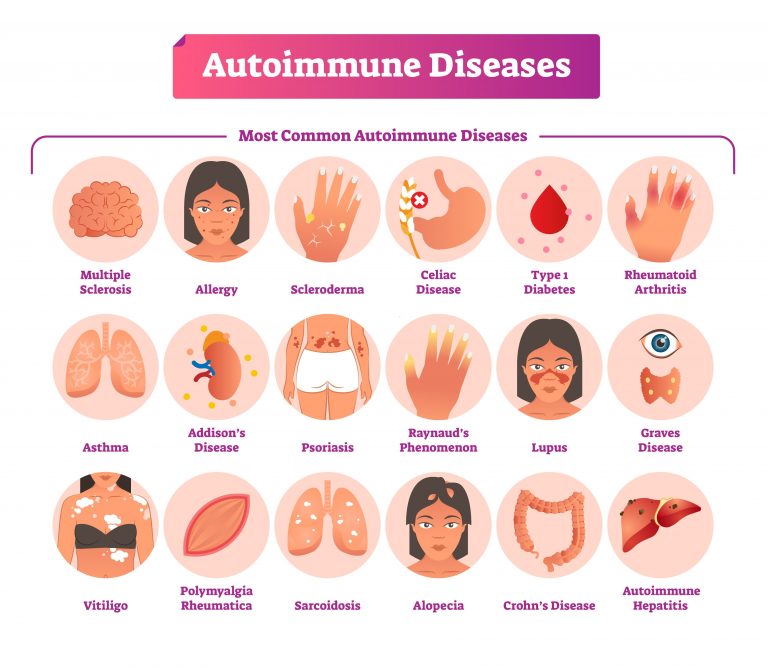 Autoimmune Diseases
Most Common Autoimmune Diseases
Multiple
Sclerosis
Allergy
Scleroderma
Celiac
Disease
Type 1
Diabetes
Rheumatoid
Arthritis
Asthma
Addison's
Disease
Psoriasis
Raynaud's
Phenomenon
Lupus
Graves
Disease
Vitiligo
Polymyalgia
Rheumatica
Sarcoidosis
Alopecia
Crohn's Disease
Autoimmune
Hepatitis